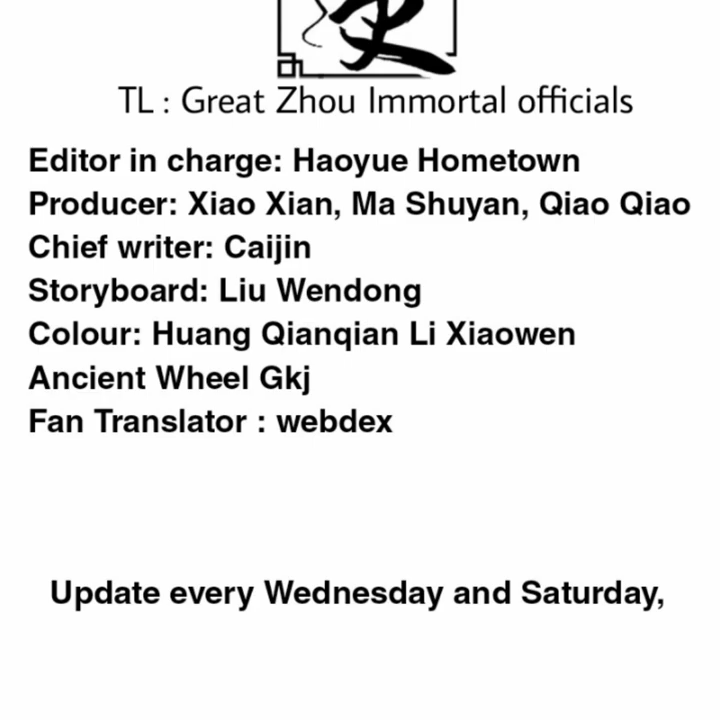 TL : Great Zhou Immortal officials
Editor in charge: Haoyue Hometown
Producer: Xiao Xian, Ma Shuyan, Qiao Qiao
Chief writer: Caijin
Storyboard: Liu Wendong
Colour: Huang Qianqian Li Xiaowen
Ancient Wheel Gkj
Fan Translator : webdex
Update every Wednesday and Saturday,